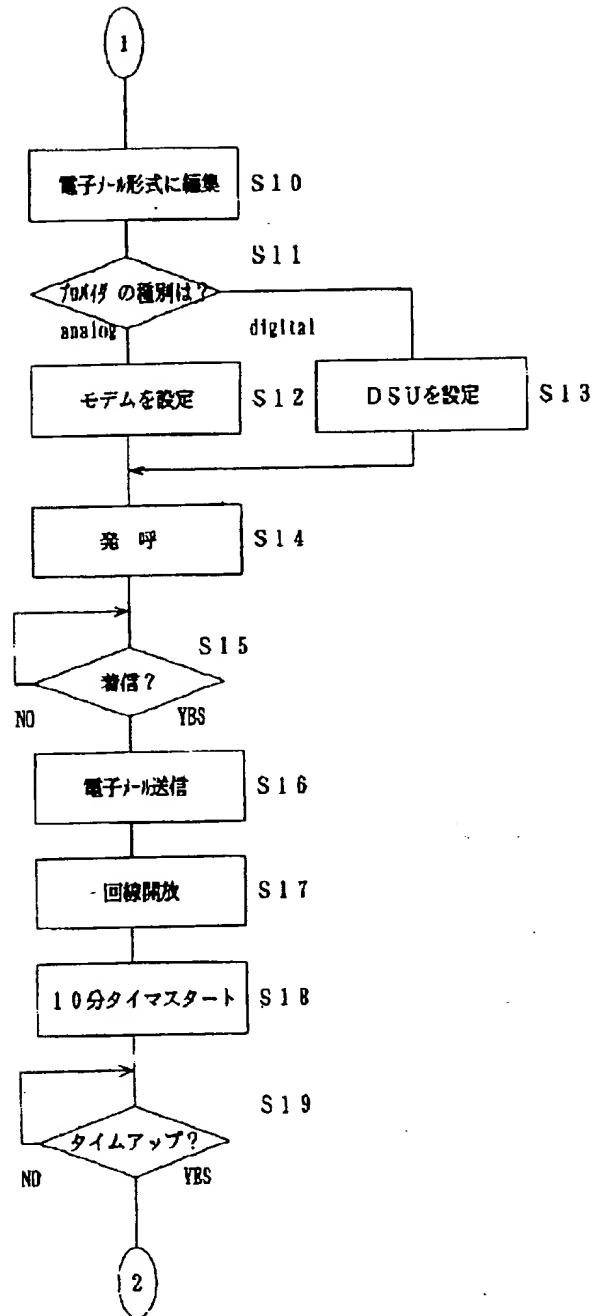 1
電子メール形式に編集 S10
S11
プロバイダの種別は?
analog digital
モデムを設定 S12 DSUを設定 S13
発 呼 S14
S15
着信?
NO YES
電子メール送信 S16
回線開放 S17
10分タイマスタート S18
S19
タイムアップ?
NO YES
2